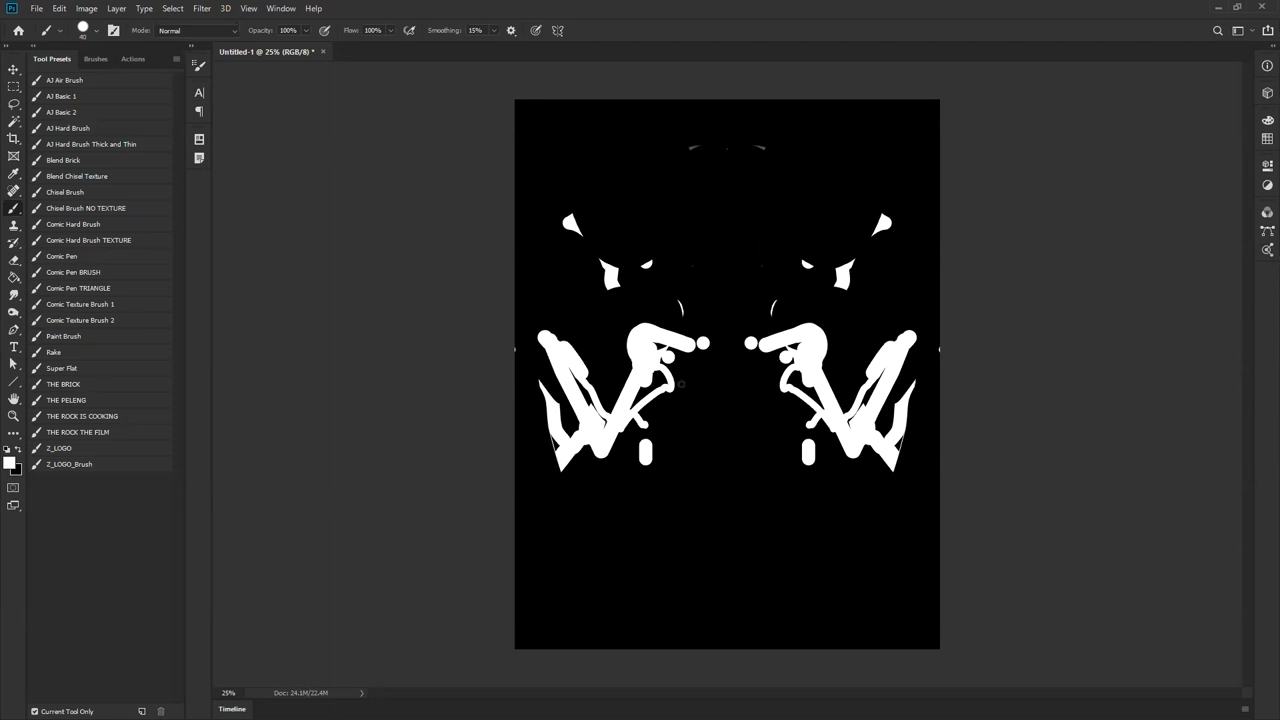 Ps File Edit Image Layer Type Select Filter 3D View Window Help
40 Mode: Normal Opacity: 100% Flow: 100% Smoothing: 15%
Untitled-1 @ 25% (RGB/8) * ×
Tool Presets Brushes Actions
AJ Air Brush
AJ Basic 1
AJ Basic 2
AJ Hard Brush
AJ Hard Brush Thick and Thin
Blend Brick
Blend Chisel Texture
Chisel Brush
Chisel Brush NO TEXTURE
Comic Hard Brush
Comic Hard Brush TEXTURE
Comic Pen
Comic Pen BRUSH
Comic Pen TRIANGLE
Comic Texture Brush 1
Comic Texture Brush 2
Paint Brush
Rake
Super Flat
THE BRICK
THE PELENG
THE ROCK IS COOKING
THE ROCK THE FILM
Z_LOGO
Z_LOGO_Brush
25% Doc: 24.1M/22.4M
Current Tool Only
Timeline